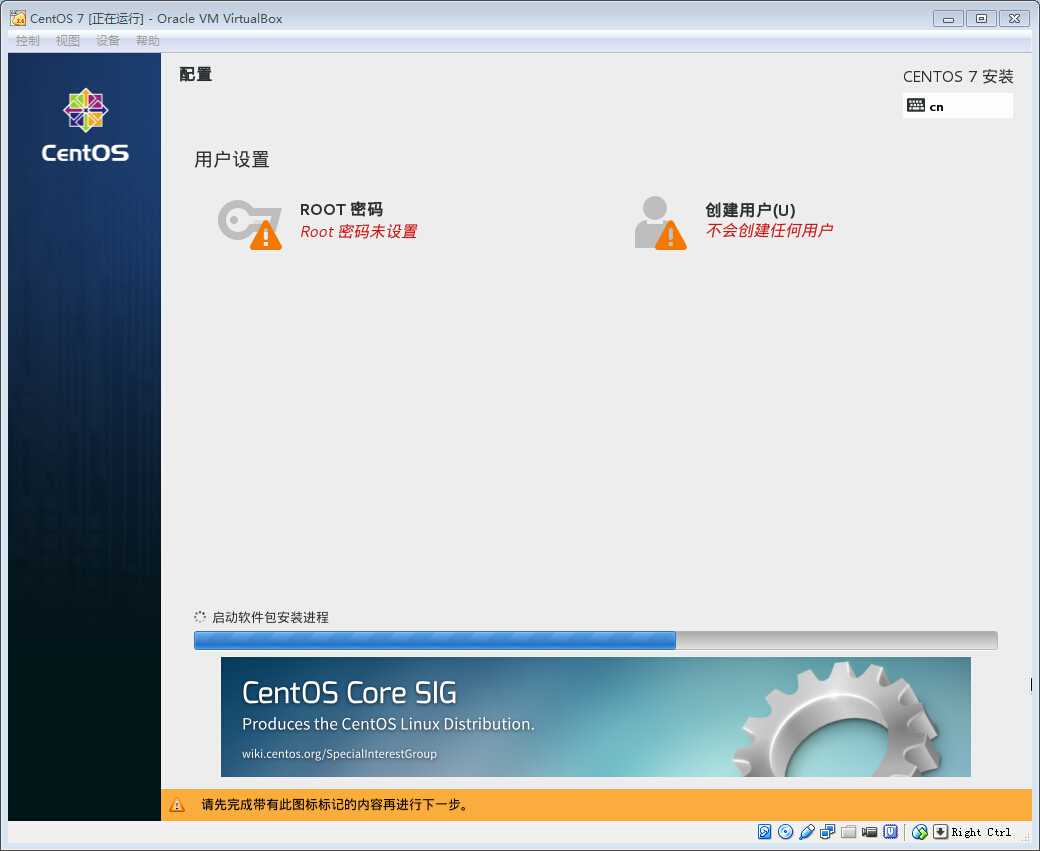 CentOS 7 [正在运行] - Oracle VM VirtualBox
控制 视图 设备 帮助
配置
CENTOS 7 安装
cn
CentOS
用户设置
ROOT 密码
Root 密码未设置
创建用户(U)
不会创建任何用户
启动软件包安装进程
CentOS Core SIG
Produces the CentOS Linux Distribution.
wiki.centos.org/SpecialInterestGroup
请先完成带有此图标标记的内容再进行下一步。
Right Ctrl